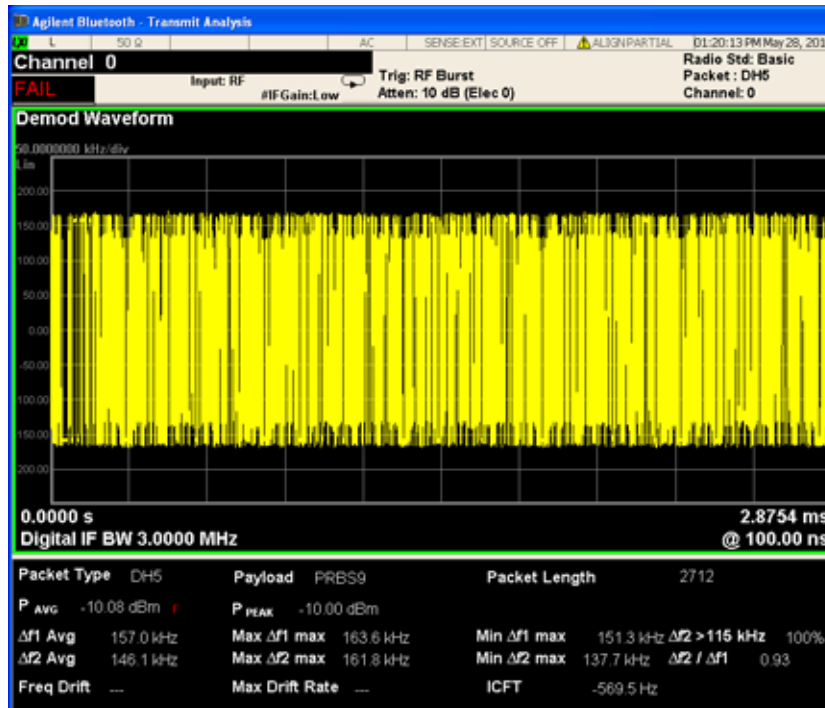 Agilent Bluetooth - Transmit Analysis
L 50 Ω AC SENSE:EXT SOURCE OFF ALIGN PARTIAL 01:20:13 PM May 28, 201
Channel 0
FAIL
Input: RF
#IFGain:Low
Trig: RF Burst
Atten: 10 dB (Elec 0)
Radio Std: Basic
Packet : DH5
Channel: 0
Demod Waveform
50.0000000 kHz/div
Lin
200.00
150.00
100.00
50.00
0.00
-50.00
100.00
150.00
200.00
0.0000 s 2.8754 ms
Digital IF BW 3.0000 MHz @ 100.00 ns
Packet Type DH5 Payload PRBS9 Packet Length 2712
P AVG -10.08 dBm F P PEAK -10.00 dBm
Δf1 Avg 157.0 kHz Max Δf1 max 163.6 kHz Min Δf1 max 151.3 kHz Δf2 >115 kHz 100%
Δf2 Avg 146.1 kHz Max Δf2 max 161.8 kHz Min Δf2 max 137.7 kHz Δf2 / Δf1 0.93
Freq Drift --- Max Drift Rate --- ICFT -569.5 Hz